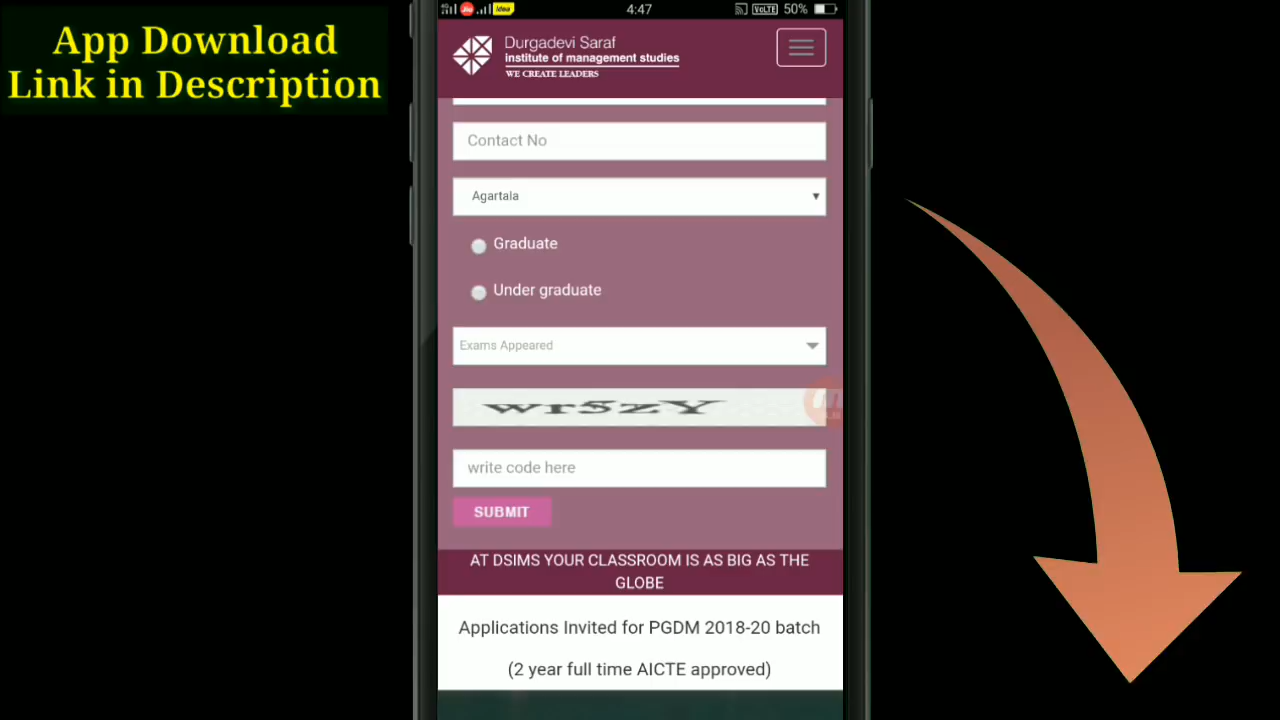 App Download
Link in Description
idea
4:47
VoLTE 50%
Durgadevi Saraf
institute of management studies
WE CREATE LEADERS
Contact No
Agartala
Graduate
Under graduate
Exams Appeared
wr5zY
write code here
SUBMIT
AT DSIMS YOUR CLASSROOM IS AS BIG AS THE
GLOBE
Applications Invited for PGDM 2018-20 batch
(2 year full time AICTE approved)